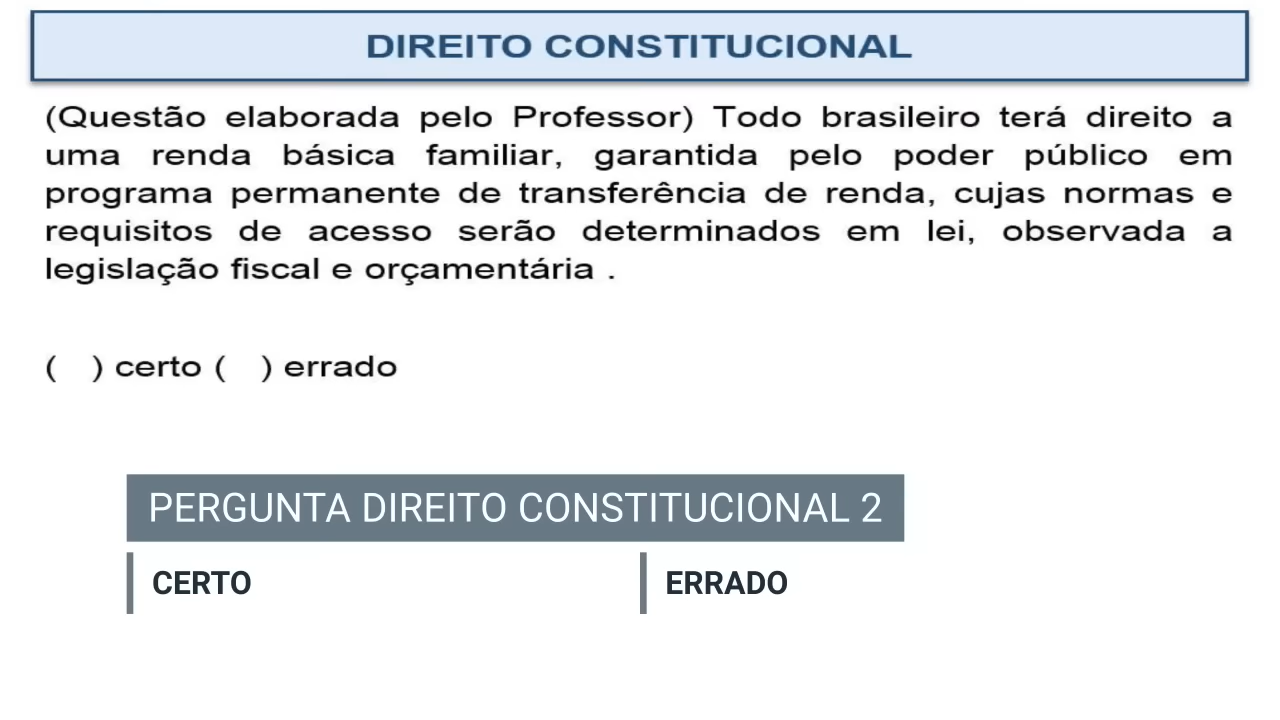 DIREITO CONSTITUCIONAL
(Questão elaborada pelo Professor) Todo brasileiro terá direito a
uma renda básica familiar, garantida pelo poder público em
programa permanente de transferência de renda, cujas normas e
requisitos de acesso serão determinados em lei, observada a
legislação fiscal e orçamentária .
( ) certo ( ) errado
PERGUNTA DIREITO CONSTITUCIONAL 2
CERTO
ERRADO